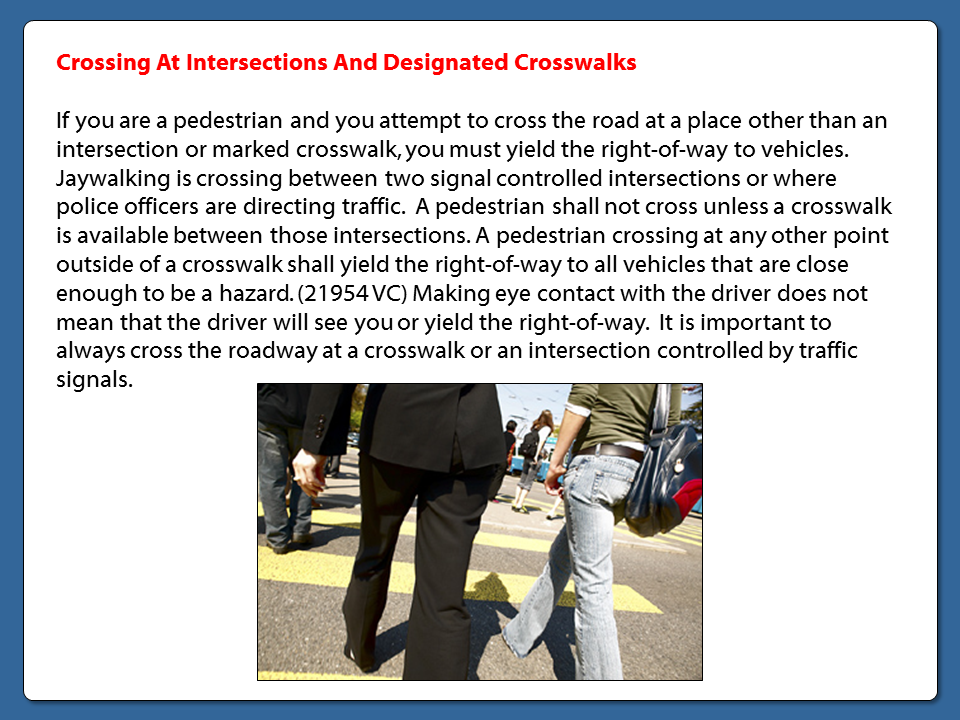 Crossing At Intersections And Designated Crosswalks
If you are a pedestrian and you attempt to cross the road at a place other than an
intersection or marked crosswalk, you must yield the right-of-way to vehicles.
Jaywalking is crossing between two signal controlled intersections or where
police officers are directing traffic.  A pedestrian shall not cross unless a crosswalk
is available between those intersections. A pedestrian crossing at any other point
outside of a crosswalk shall yield the right-of-way to all vehicles that are close
enough to be a hazard. (21954 VC) Making eye contact with the driver does not
mean that the driver will see you or yield the right-of-way.  It is important to
always cross the roadway at a crosswalk or an intersection controlled by traffic
signals.